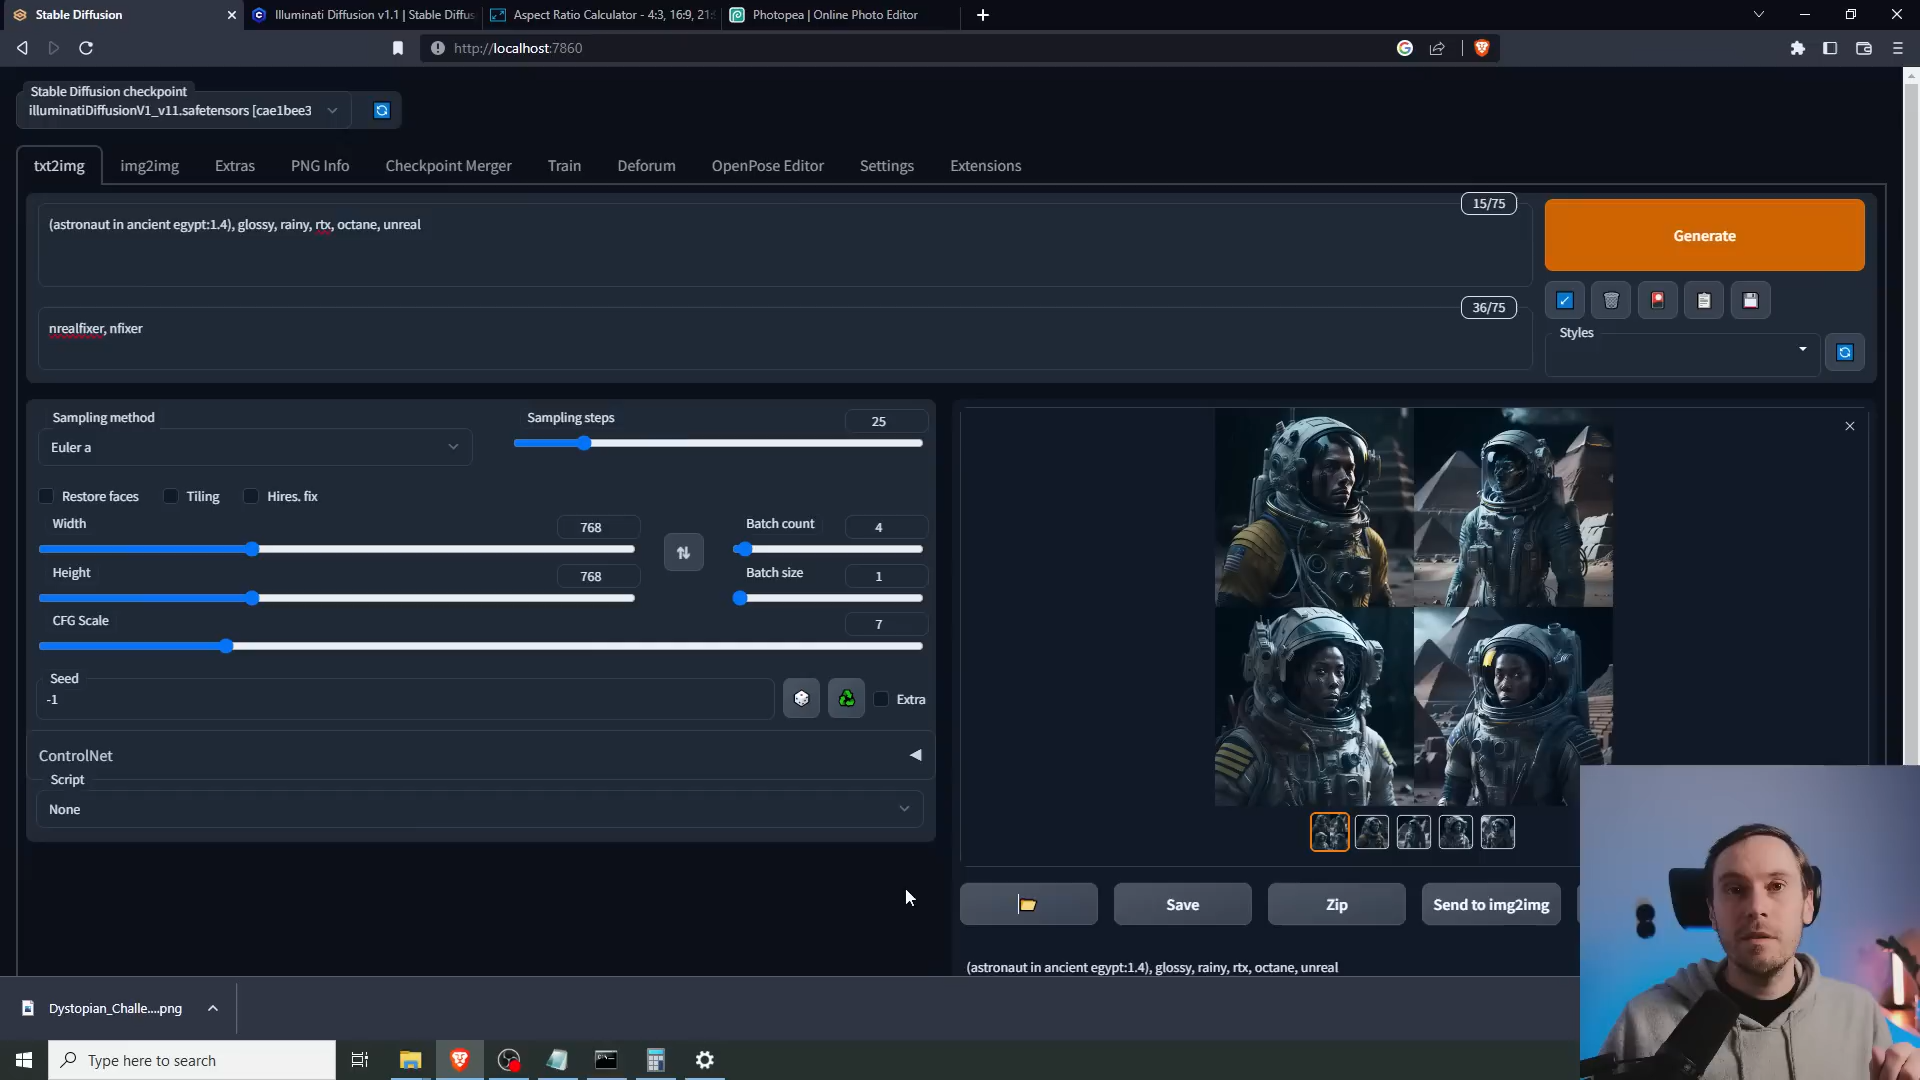 Stable Diffusion
Illuminati Diffusion v1.1 | Stable Diffus
Aspect Ratio Calculator - 4:3, 16:9, 21:
Photopea | Online Photo Editor
http://localhost:7860
Stable Diffusion checkpoint
illuminatiDiffusionV1_v11.safetensors [cae1bee3
txt2img
img2img
Extras
PNG Info
Checkpoint Merger
Train
Deforum
OpenPose Editor
Settings
Extensions
15/75
(astronaut in ancient egypt:1.4), glossy, rainy, rtx, octane, unreal
Generate
36/75
nrealfixer, nfixer
Styles
Sampling method
Euler a
Sampling steps
25
Restore faces
Tiling
Hires. fix
Width
768
Batch count
4
Height
768
Batch size
1
CFG Scale
7
Seed
-1
Extra
ControlNet
Script
None
Save
Zip
Send to img2img
(astronaut in ancient egypt:1.4), glossy, rainy, rtx, octane, unreal
Dystopian_Challe....png
Type here to search